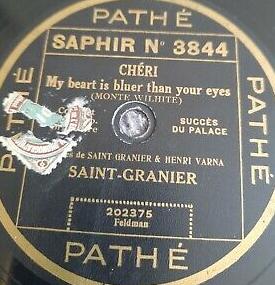 PATHÉ
SAPHIR No 3844
CHÉRI
My beart is bluer than your eyes
(MONTE WILHITE)
SUCCÈS
DU PALACE
de SAINT-GRANIER & HENRI VARNA
SAINT-GRANIER
202375
Feldman
PATHÉ
PATHÉ
PATHÉ